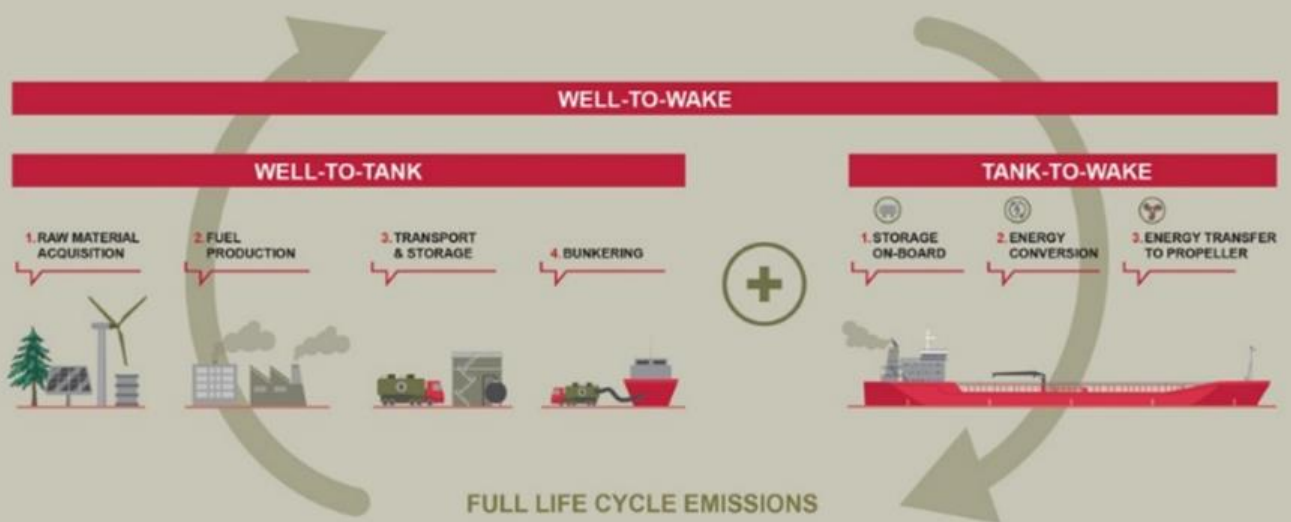 WELL-TO-WAKE
WELL-TO-TANK
TANK-TO-WAKE
1. RAW MATERIAL
ACQUISITION
2. FUEL
PRODUCTION
3. TRANSPORT
& STORAGE
4. BUNKERING
1. STORAGE
ON-BOARD
2. ENERGY
CONVERSION
3. ENERGY TRANSFER
TO PROPELLER
FULL LIFE CYCLE EMISSIONS